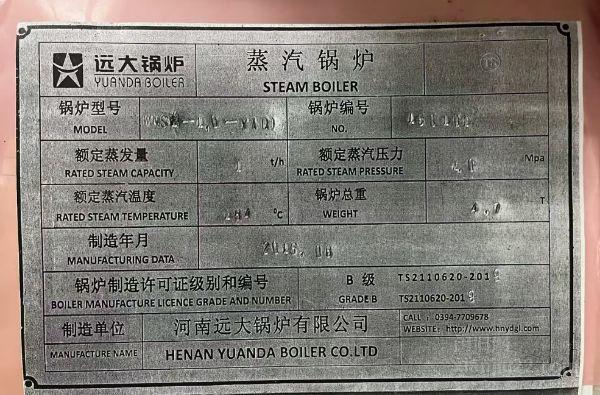 远大锅炉
YUANDA BOILER
蒸汽锅炉
STEAM BOILER
锅炉型号
MODEL
锅炉编号
NO.
额定蒸发量
RATED STEAM CAPACITY
t/h
额定蒸汽压力
RATED STEAM PRESSURE
Mpa
额定蒸汽温度
RATED STEAM TEMPERATURE
℃
锅炉总重
WEIGHT
T
制造年月
MANUFACTURING DATA
锅炉制造许可证级别和编号
BOILER MANUFACTURE LICENCE GRADE AND NUMBER
B 级
GRADE B
制造单位
MANUFACTURE NAME
河南远大锅炉有限公司
HENAN YUANDA BOILER CO.LTD
CALL : 0394-7709678
WEBSITE: http://www.hnydgl.com